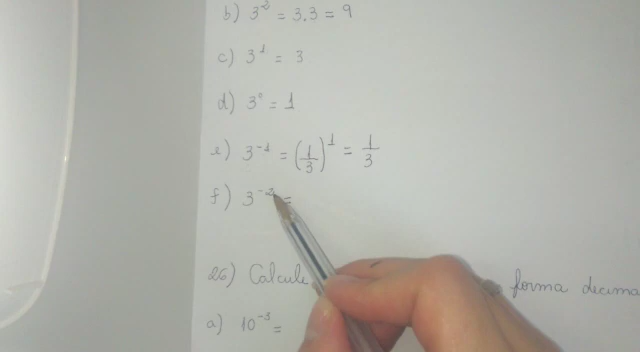 b) 3² = 3.3 = 9
c) 3¹ = 3
d) 3⁰ = 1
e) 3⁻¹ = (1/3)¹ = 1/3
f) 3⁻² =
26) Calcule forma decima
a) 10⁻³ =